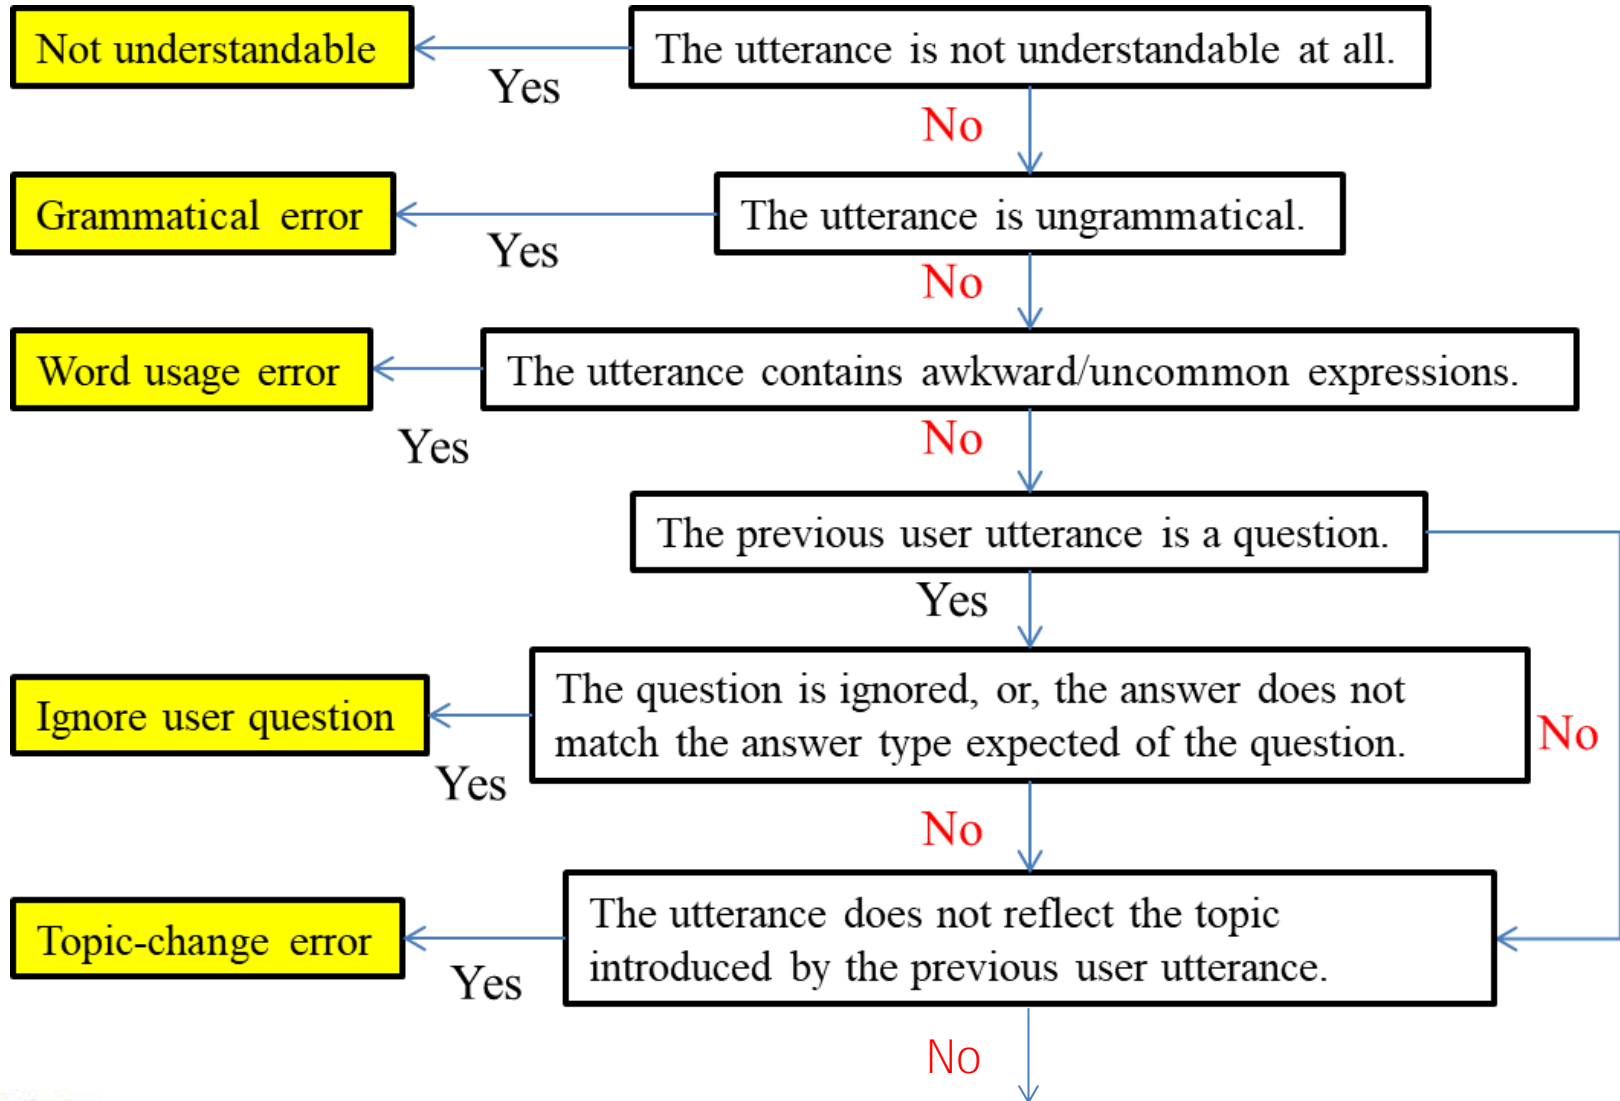 Not understandable
The utterance is not understandable at all.
Yes
No
Grammatical error
The utterance is ungrammatical.
Yes
No
Word usage error
The utterance contains awkward/uncommon expressions.
Yes
No
The previous user utterance is a question.
Yes
The question is ignored, or, the answer does not
match the answer type expected of the question.
Ignore user question
No
Yes
No
The utterance does not reflect the topic
introduced by the previous user utterance.
Topic-change error
Yes
No